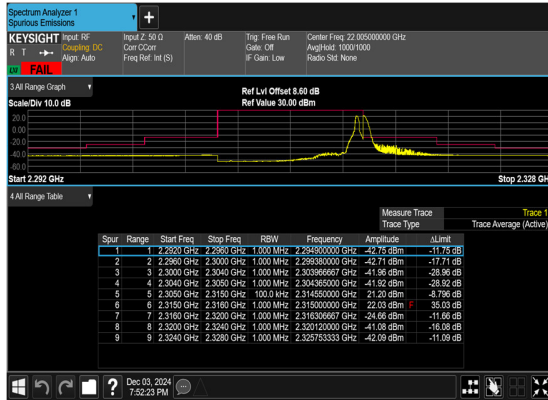 Spectrum Analyzer 1
Spurious Emissions
KEYSIGHT Input: RF Input Z: 50 Ω Atten: 40 dB Trig: Free Run Center Freq: 22.005000000 GHz
R T Coupling: DC Corr CCorr Gate: Off Avg|Hold: 1000/1000
Align: Auto Freq Ref: Int (S) IF Gain: Low Radio Std: None
LXI FAIL
3 All Range Graph
Ref Lvl Offset 8.60 dB
Scale/Div 10.0 dB Ref Value 30.00 dBm
20.0
0.00
-20.0
-40.0
-60.0
Start 2.292 GHz Stop 2.328 GH
4 All Range Table
Measure Trace Trace 1
Trace Type Trace Average (Active)
Spur Range Start Freq Stop Freq RBW Frequency Amplitude ΔLimit
1 1 2.2920 GHz 2.2960 GHz 1.000 MHz 2.294900000 GHz -42.75 dBm -11.75 dB
2 2 2.2960 GHz 2.3000 GHz 1.000 MHz 2.299380000 GHz -42.71 dBm -17.71 dB
3 3 2.3000 GHz 2.3040 GHz 1.000 MHz 2.303966667 GHz -41.96 dBm -28.96 dB
4 4 2.3040 GHz 2.3050 GHz 1.000 MHz 2.304365000 GHz -41.92 dBm -28.92 dB
5 5 2.3050 GHz 2.3150 GHz 100.0 kHz 2.314550000 GHz 21.20 dBm -8.796 dB
6 6 2.3150 GHz 2.3160 GHz 1.000 MHz 2.315000000 GHz 22.03 dBm F 35.03 dB
7 7 2.3160 GHz 2.3200 GHz 1.000 MHz 2.316306667 GHz -24.66 dBm -11.66 dB
8 8 2.3200 GHz 2.3240 GHz 1.000 MHz 2.320120000 GHz -41.08 dBm -16.08 dB
9 9 2.3240 GHz 2.3280 GHz 1.000 MHz 2.325753333 GHz -42.09 dBm -11.09 dB
Dec 03, 2024
7:52:23 PM